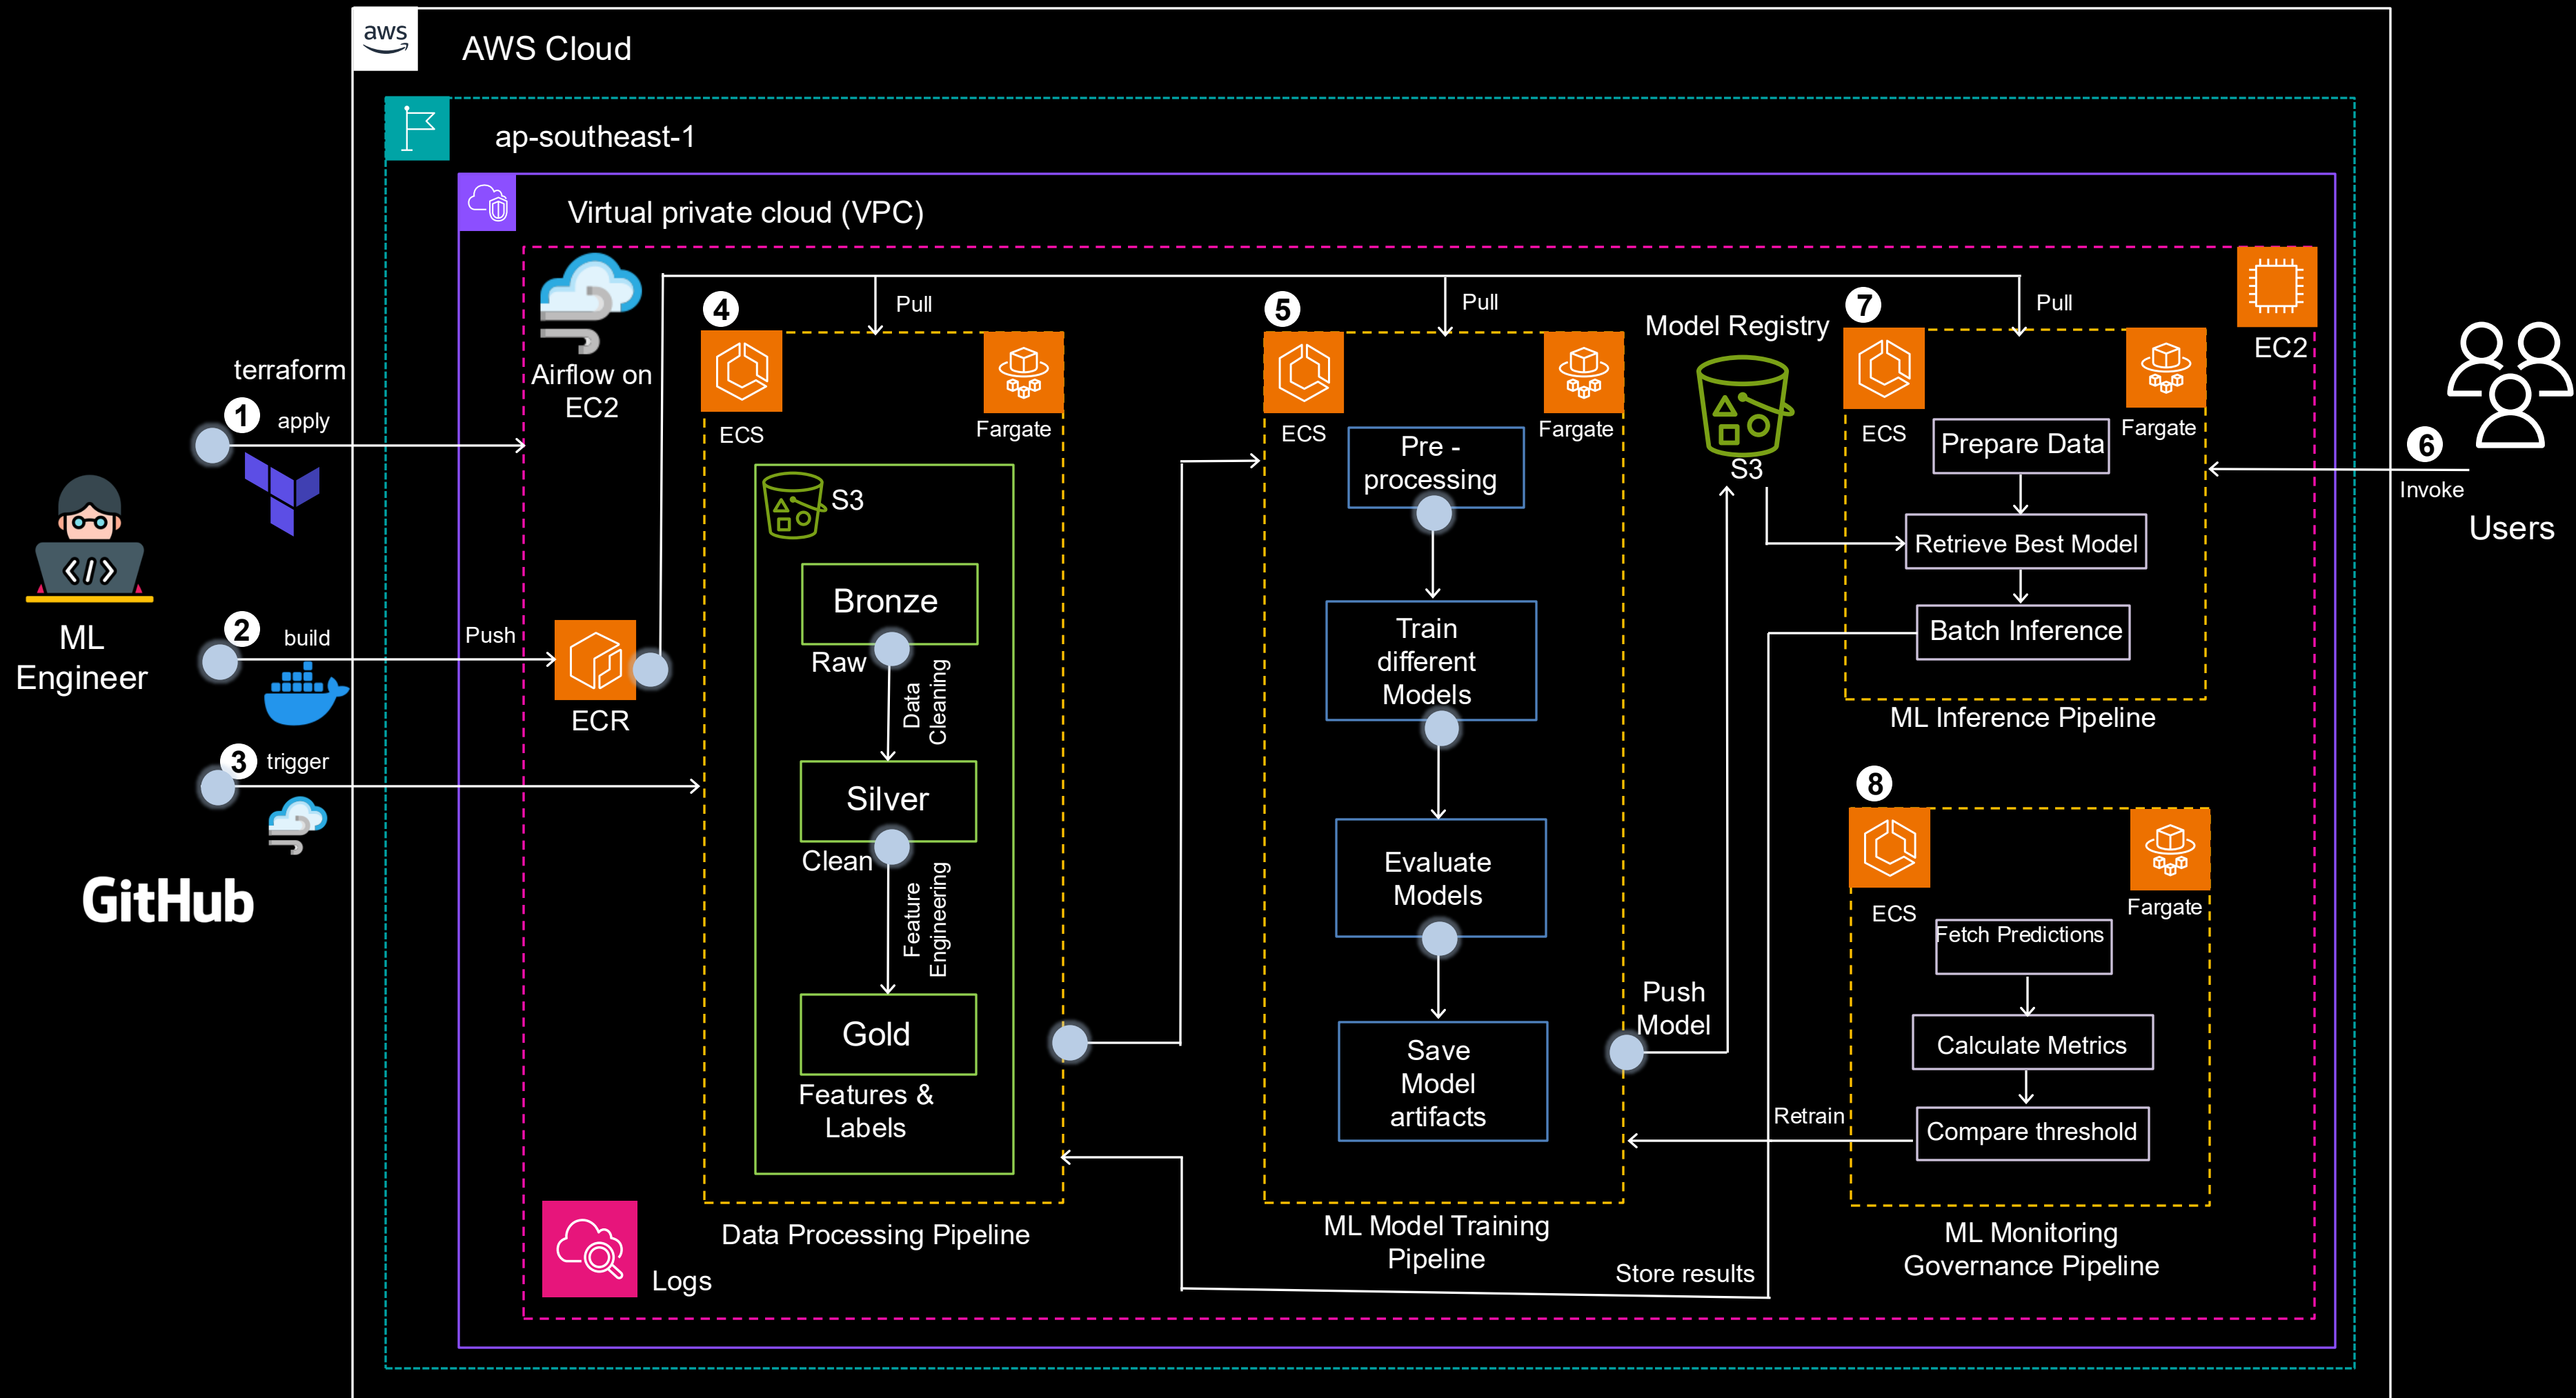 aws
AWS Cloud
ap-southeast-1
Virtual private cloud (VPC)
Airflow on
EC2
EC2
terraform
1
apply
ML
Engineer
2
build
Push
ECR
3
trigger
GitHub
4
Pull
ECS
Fargate
S3
Bronze
Raw
Data
Cleaning
Silver
Clean
Feature
Engineering
Gold
Features &
Labels
Data Processing Pipeline
Logs
5
Pull
ECS
Fargate
Pre -
processing
Train
different
Models
Evaluate
Models
Save
Model
artifacts
ML Model Training
Pipeline
Push
Model
Model Registry
S3
6
Invoke
Users
7
Pull
ECS
Fargate
Prepare Data
Retrieve Best Model
Batch Inference
ML Inference Pipeline
Store results
8
ECS
Fargate
Fetch Predictions
Calculate Metrics
Compare threshold
Retrain
ML Monitoring
Governance Pipeline